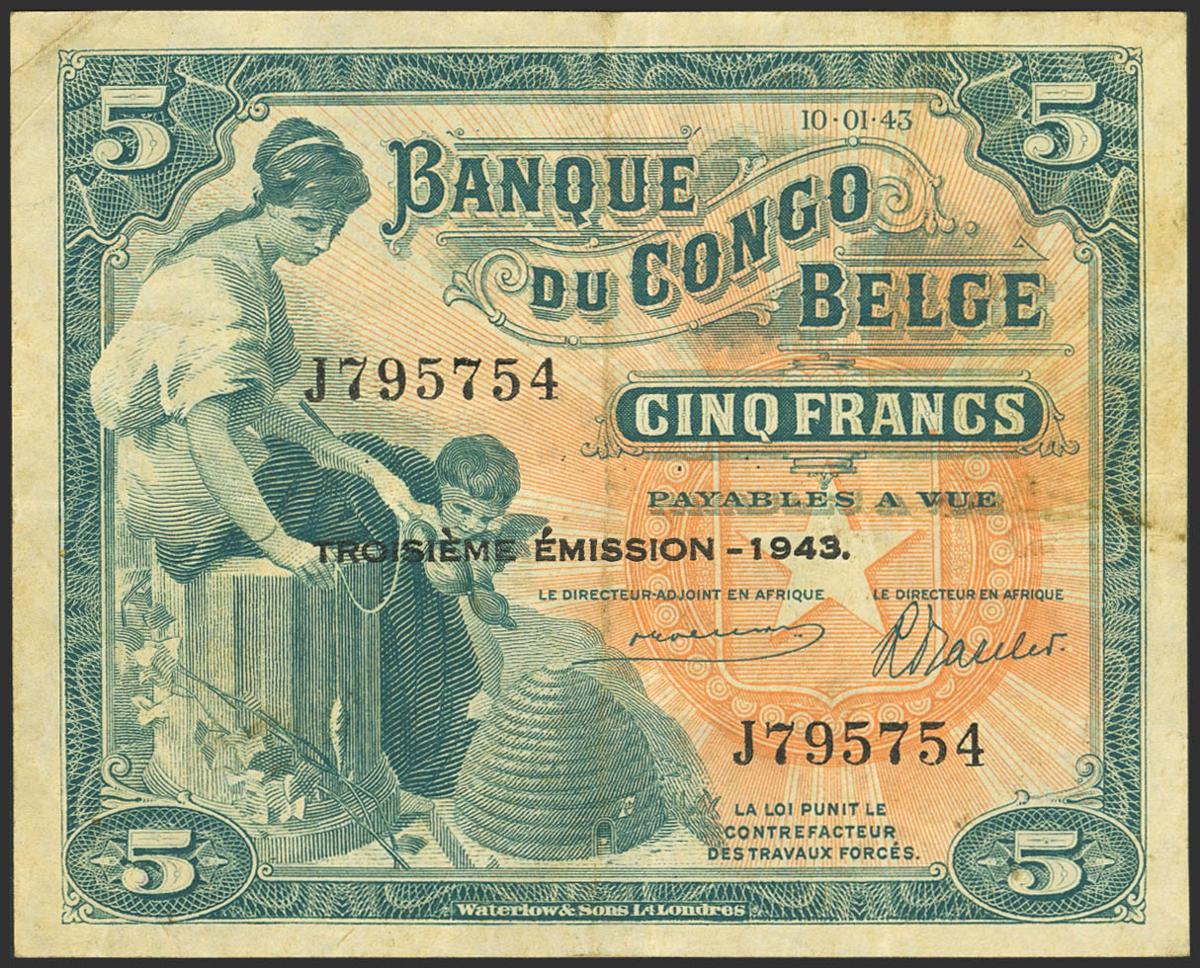 5
5
10·01·43
BANQUE
DU CONGO
BELGE
J795754
CINQ FRANCS
PAYABLES A VUE
TROISIÈME ÉMISSION - 1943.
LE DIRECTEUR-ADJOINT EN AFRIQUE
LE DIRECTEUR EN AFRIQUE
J795754
LA LOI PUNIT LE
CONTREFACTEUR
DES TRAVAUX FORCÉS.
5
5
Waterlow & Sons Ld Londres